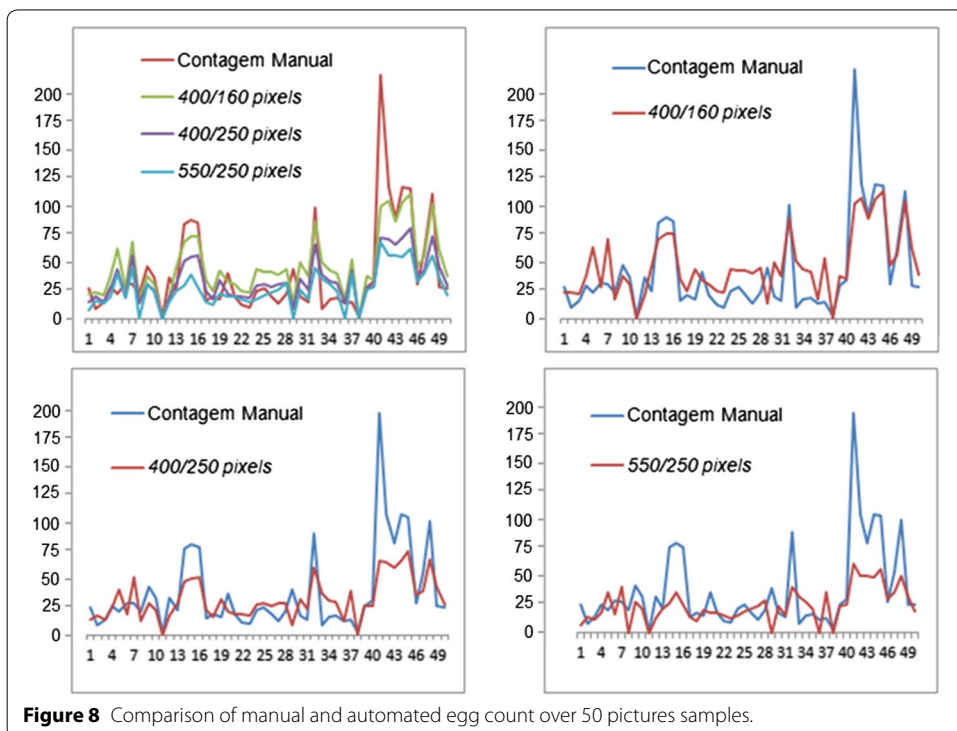 Contagem Manual
400/160 pixels
400/250 pixels
550/250 pixels
200
175
150
125
100
75
50
25
0
1 4 7 10 13 16 19 22 25 28 31 34 37 40 43 46 49
Contagem Manual
400/160 pixels
200
175
150
125
100
75
50
25
0
1 4 7 10 13 16 19 22 25 28 31 34 37 40 43 46 49
Contagem Manual
400/250 pixels
200
175
150
125
100
75
50
25
0
1 4 7 10 13 16 19 22 25 28 31 34 37 40 43 46 49
Contagem Manual
550/250 pixels
200
175
150
125
100
75
50
25
0
1 4 7 10 13 16 19 22 25 28 31 34 37 40 43 46 49
Figure 8 Comparison of manual and automated egg count over 50 pictures samples.